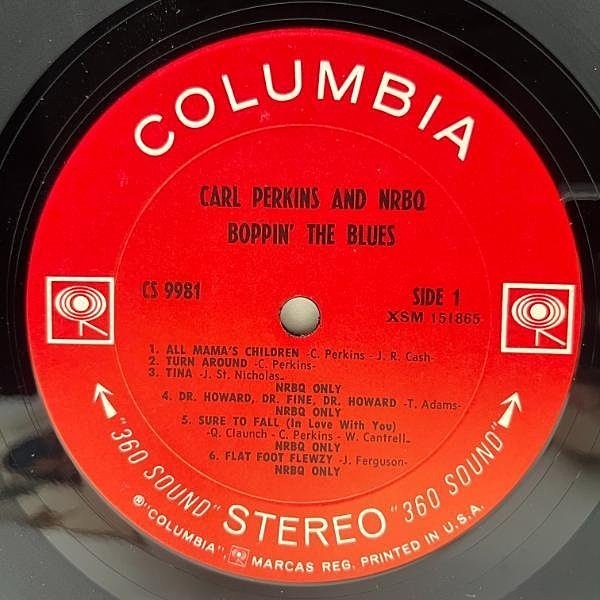 COLUMBIA
CARL PERKINS AND NRBQ
BOPPIN' THE BLUES
CS 9981
SIDE 1
XSM 151865
1. ALL MAMA'S CHILDREN -C. Perkins - J. R. Cash-
2. TURN AROUND -C. Perkins-
3. TINA -J. St. Nicholas-
NRBQ ONLY
4. DR. HOWARD, DR. FINE, DR. HOWARD -T. Adams-
NRBQ ONLY
5. SURE TO FALL (In Love With You)
-Q. Claunch - C. Perkins - W. Cantrell-
NRBQ ONLY
6. FLAT FOOT FLEWZY -J. Ferguson-
NRBQ ONLY
"360 SOUND" STEREO "360 SOUND"
®"COLUMBIA", MARCAS REG. PRINTED IN U.S.A.